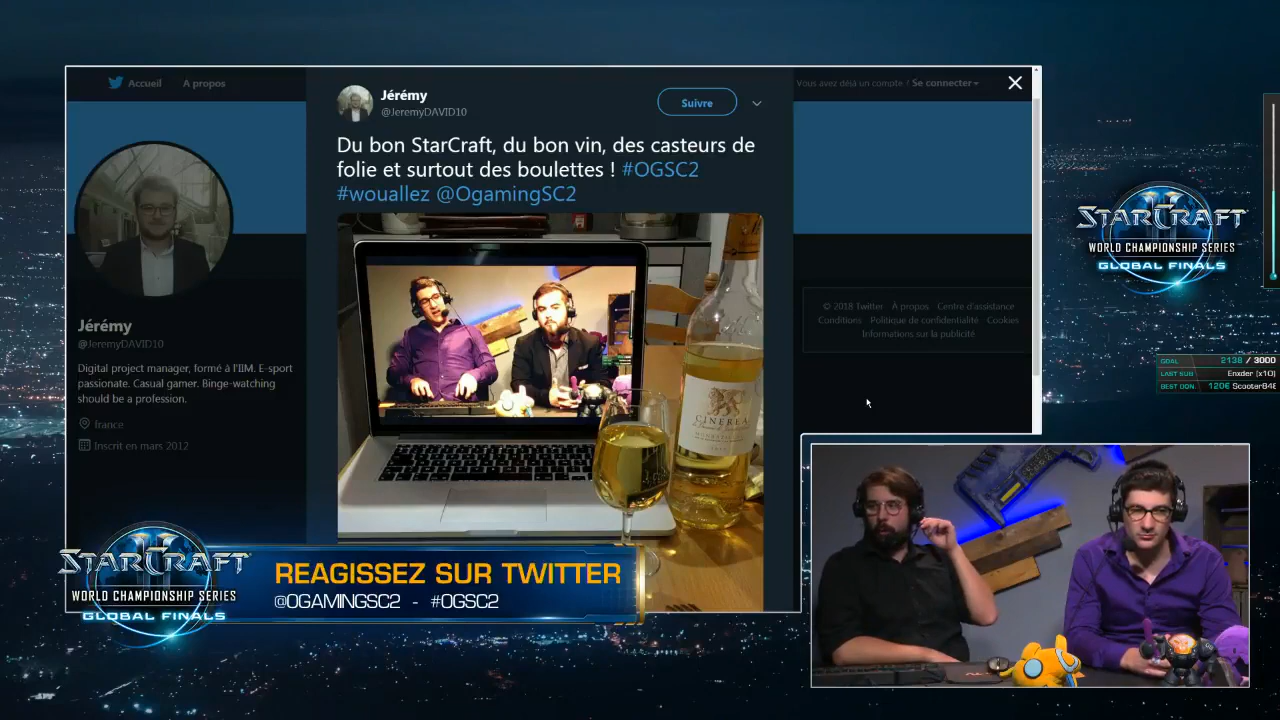 Accueil A propos
Vous avez déjà un compte ? Se connecter
Jérémy
@JeremyDAVID10
Suivre
Du bon StarCraft, du bon vin, des casteurs de
folie et surtout des boulettes ! #OGSC2
#wouallez @OgamingSC2
Jérémy
@JeremyDAVID10
Digital project manager, formé à l'IIM. E-sport
passionate. Casual gamer. Binge-watching
should be a profession.
france
Inscrit en mars 2012
© 2018 Twitter À propos Centre d'assistance
Conditions Politique de confidentialité Cookies
Informations sur la publicité
CINEREA
STARCRAFT
II
WORLD CHAMPIONSHIP SERIES
GLOBAL FINALS
GOAL 2138 / 3000
LAST SUB Enxder (x10)
BEST DON. 120€ Scooter84E
STARCRAFT
II
WORLD CHAMPIONSHIP SERIES
GLOBAL FINALS
REAGISSEZ SUR TWITTER
@OGAMINGSC2 - #OGSC2